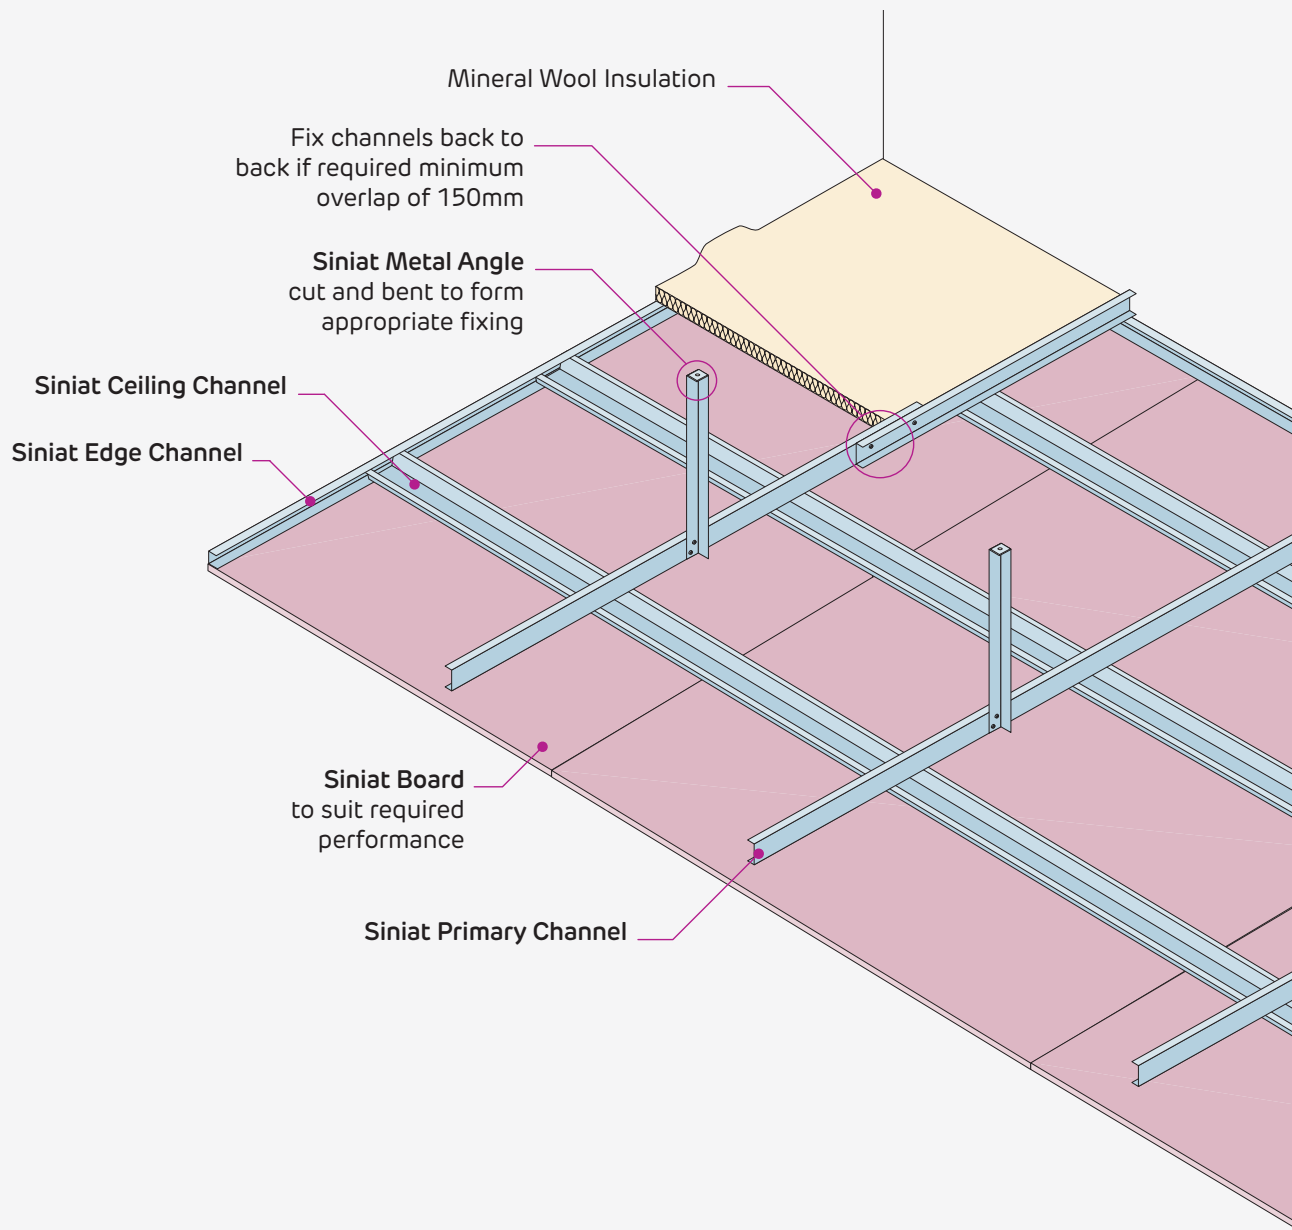 Mineral Wool Insulation
Fix channels back to
back if required minimum
overlap of 150mm
Siniat Metal Angle
cut and bent to form
appropriate fixing
Siniat Ceiling Channel
Siniat Edge Channel
Siniat Board
to suit required
performance
Siniat Primary Channel